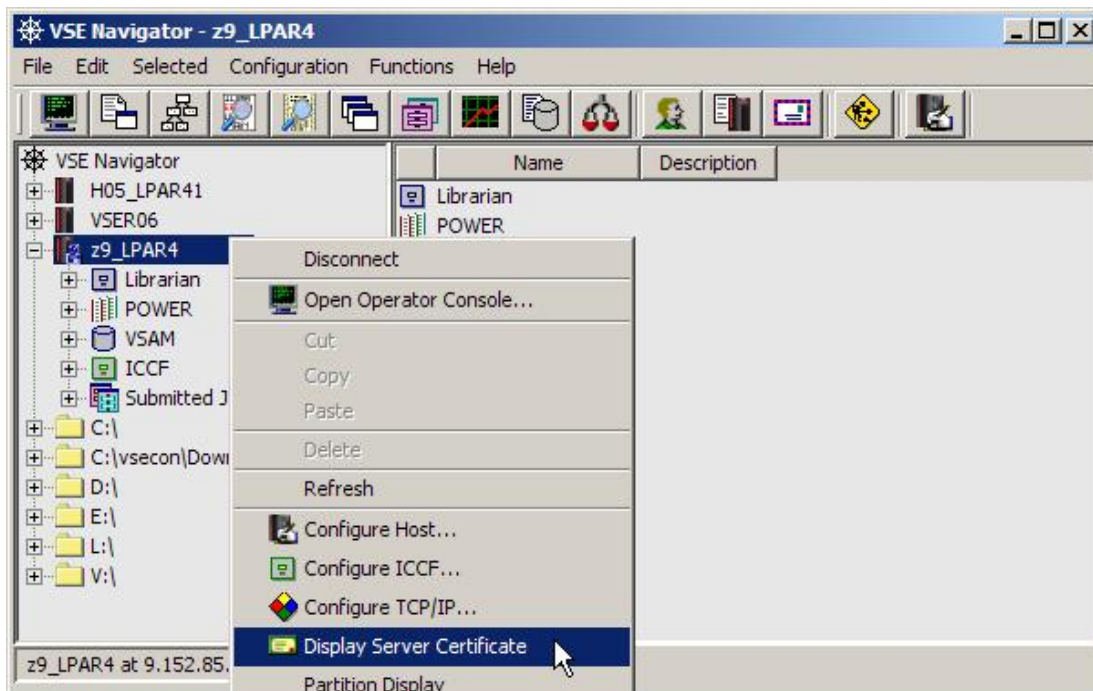 VSE Navigator - z9_LPAR4
File Edit Selected Configuration Functions Help
VSE Navigator
H05_LPAR41
VSER06
z9_LPAR4
Librarian
POWER
VSAM
ICCF
Submitted J
C:\
C:\vsecon\Dow
D:\
E:\
L:\
V:\
Name Description
Librarian
POWER
Disconnect
Open Operator Console...
Cut
Copy
Paste
Delete
Refresh
Configure Host...
Configure ICCF...
Configure TCP/IP...
Display Server Certificate
Partition Display
z9_LPAR4 at 9.152.85.